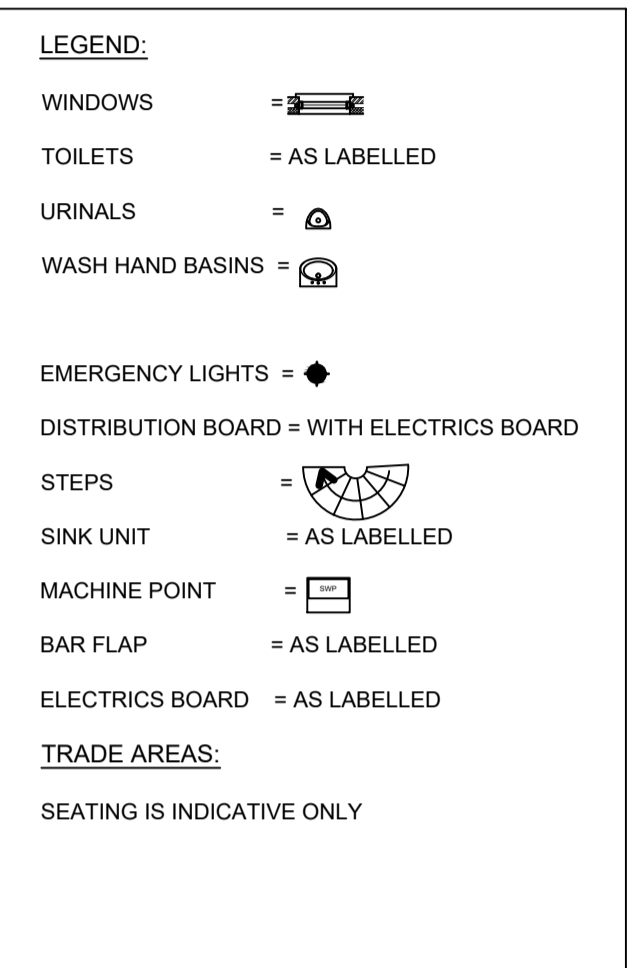 LEGEND:
WINDOWS =
TOILETS = AS LABELLED
URINALS =
WASH HAND BASINS =
EMERGENCY LIGHTS =
DISTRIBUTION BOARD = WITH ELECTRICS BOARD
STEPS =
SINK UNIT = AS LABELLED
MACHINE POINT = SWP
BAR FLAP = AS LABELLED
ELECTRICS BOARD = AS LABELLED
TRADE AREAS:
SEATING IS INDICATIVE ONLY